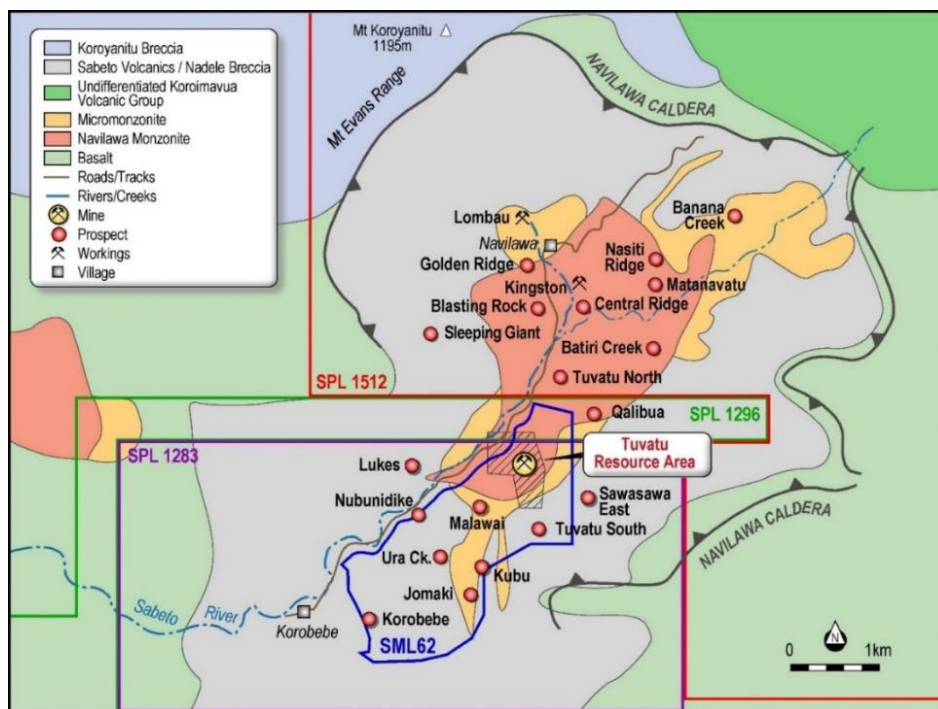 Koroyanitu Breccia
Sabeto Volcanics / Nadele Breccia
Undifferentiated Koroimavua
Volcanic Group
Micromonzonite
Navilawa Monzonite
Basalt
Roads/Tracks
Rivers/Creeks
Mine
Prospect
Workings
Village
Mt Koroyanitu
1195m
Mt Evans Range
NAVILAWA CALDERA
Lombau
Navilawa
Banana
Creek
Golden Ridge
Nasiti
Ridge
Kingston
Matanavatu
Blasting Rock
Central Ridge
Sleeping Giant
Batiri Creek
Tuvatu North
SPL 1512
Qalibua
SPL 1296
SPL 1283
Tuvatu
Resource Area
Lukes
Nubunidike
Malawai
Sawasawa
East
Tuvatu South
NAVILAWA CALDERA
Ura Ck.
Kubu
Jomaki
Sabeto River
Korobebe
Korobebe
SML62
N
0 1km